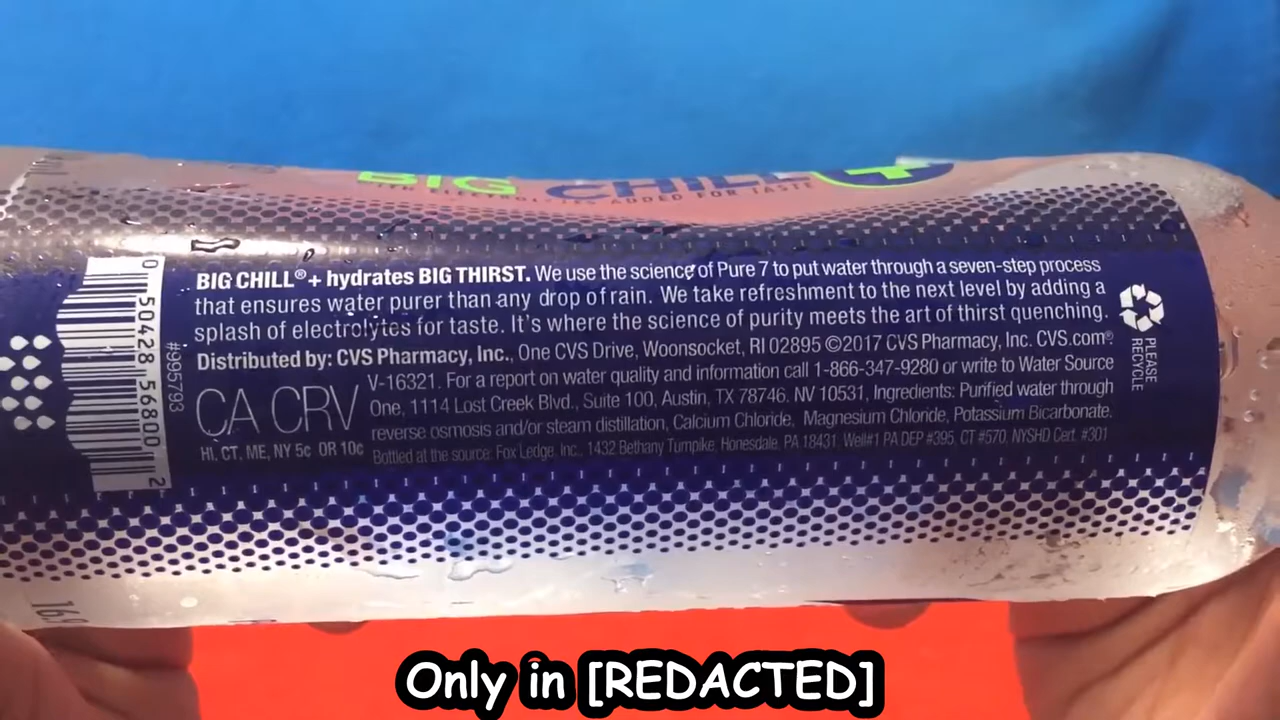 BIG CHILL
WITH ELECTROLYTES ADDED FOR TASTE
BIG CHILL®+ hydrates BIG THIRST. We use the science of Pure 7 to put water through a seven-step process
that ensures water purer than any drop of rain. We take refreshment to the next level by adding a
splash of electrolytes for taste. It's where the science of purity meets the art of thirst quenching.
Distributed by: CVS Pharmacy, Inc., One CVS Drive, Woonsocket, RI 02895 ©2017 CVS Pharmacy, Inc. CVS.com®
CA CRV
HI, CT, ME, NY 5c OR 10c
V-16321. For a report on water quality and information call 1-866-347-9280 or write to Water Source
One, 1114 Lost Creek Blvd., Suite 100, Austin, TX 78746. NV 10531, Ingredients: Purified water through
reverse osmosis and/or steam distillation, Calcium Chloride, Magnesium Chloride, Potassium Bicarbonate.
Bottled at the source: Fox Ledge, Inc., 1432 Bethany Turnpike, Honesdale, PA 18431. Well#1 PA DEP #395, CT #570, NYSHD Cert. #301
0 50428 56800 2
#995793
PLEASE
RECYCLE
16.9
Only in [REDACTED]